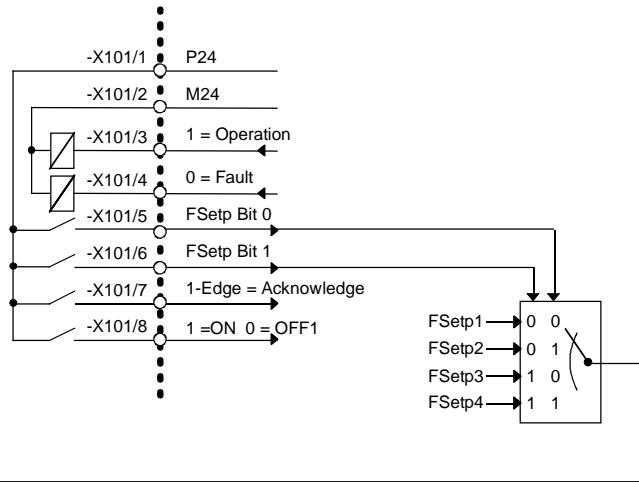 -X101/1 P24
-X101/2 M24
-X101/3 1 = Operation
-X101/4 0 = Fault
-X101/5 FSetp Bit 0
-X101/6 FSetp Bit 1
-X101/7 1-Edge = Acknowledge
-X101/8 1 =ON 0 = OFF1
FSetp1 0 0
FSetp2 0 1
FSetp3 1 0
FSetp4 1 1